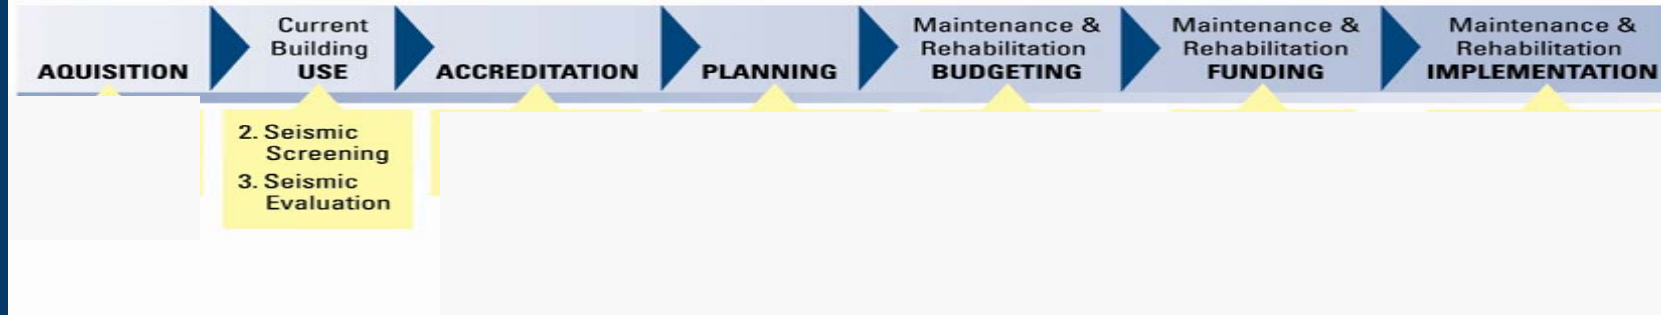 AQUISITION
Current
Building
USE
ACCREDITATION
PLANNING
Maintenance &
Rehabilitation
BUDGETING
Maintenance &
Rehabilitation
FUNDING
Maintenance &
Rehabilitation
IMPLEMENTATION
2. Seismic
Screening
3. Seismic
Evaluation